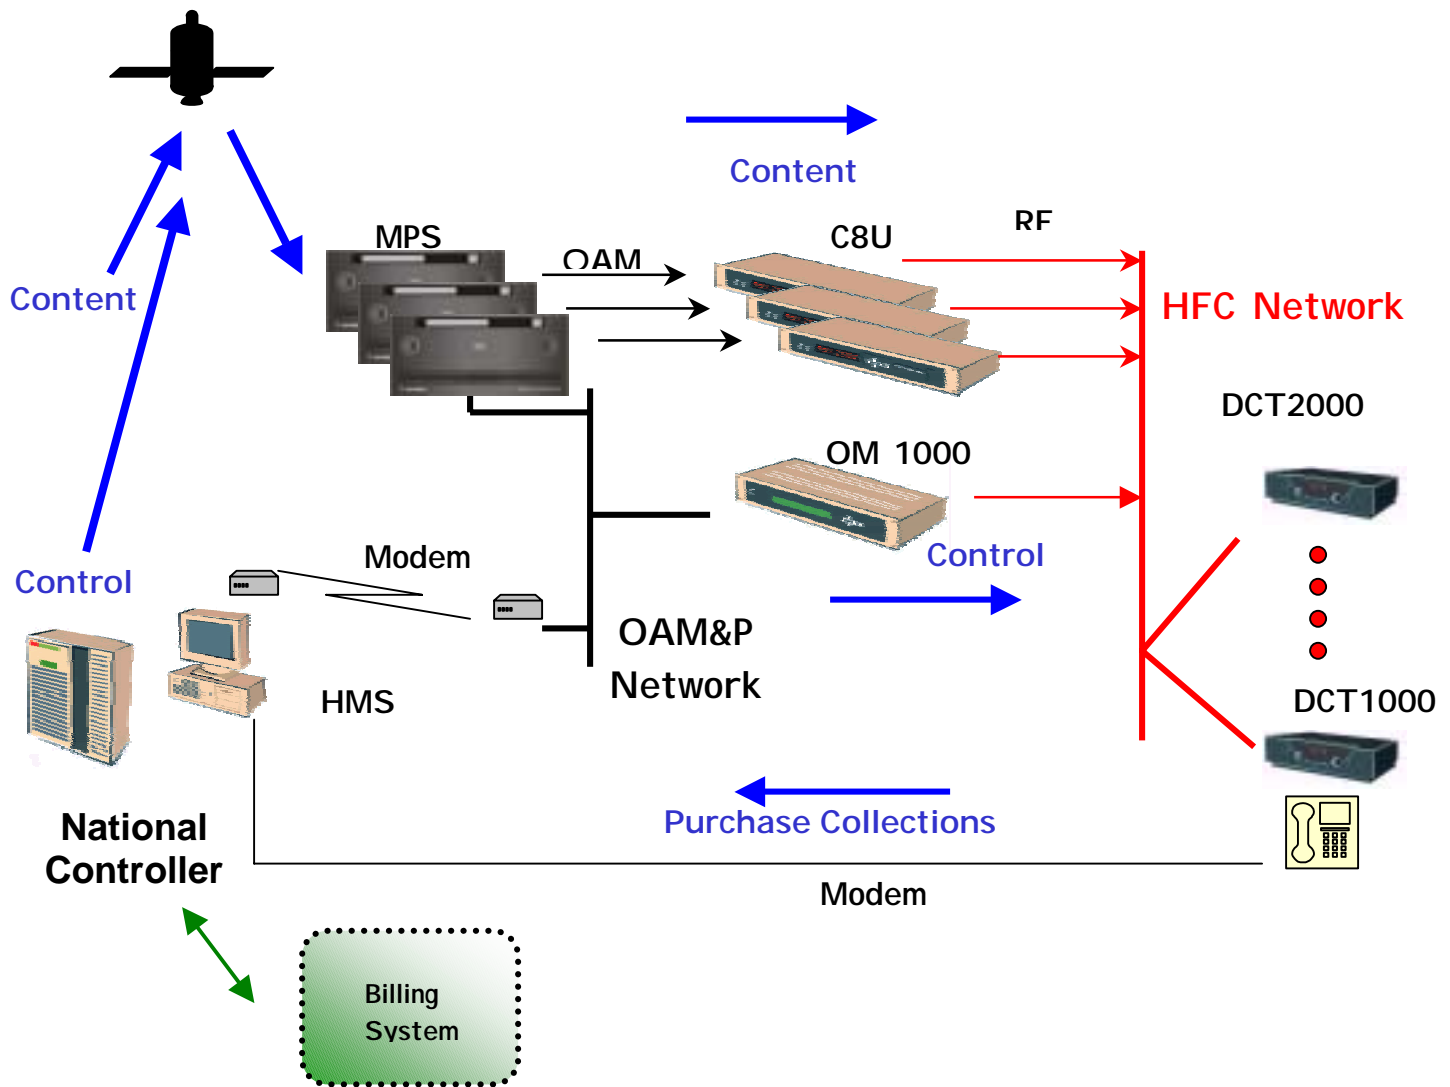 Content
RF
MPS
C8U
QAM
Content
HFC Network
DCT2000
OM 1000
Modem
Control
Control
OAM&P
Network
HMS
DCT1000
Purchase Collections
National
Controller
Modem
Billing
System